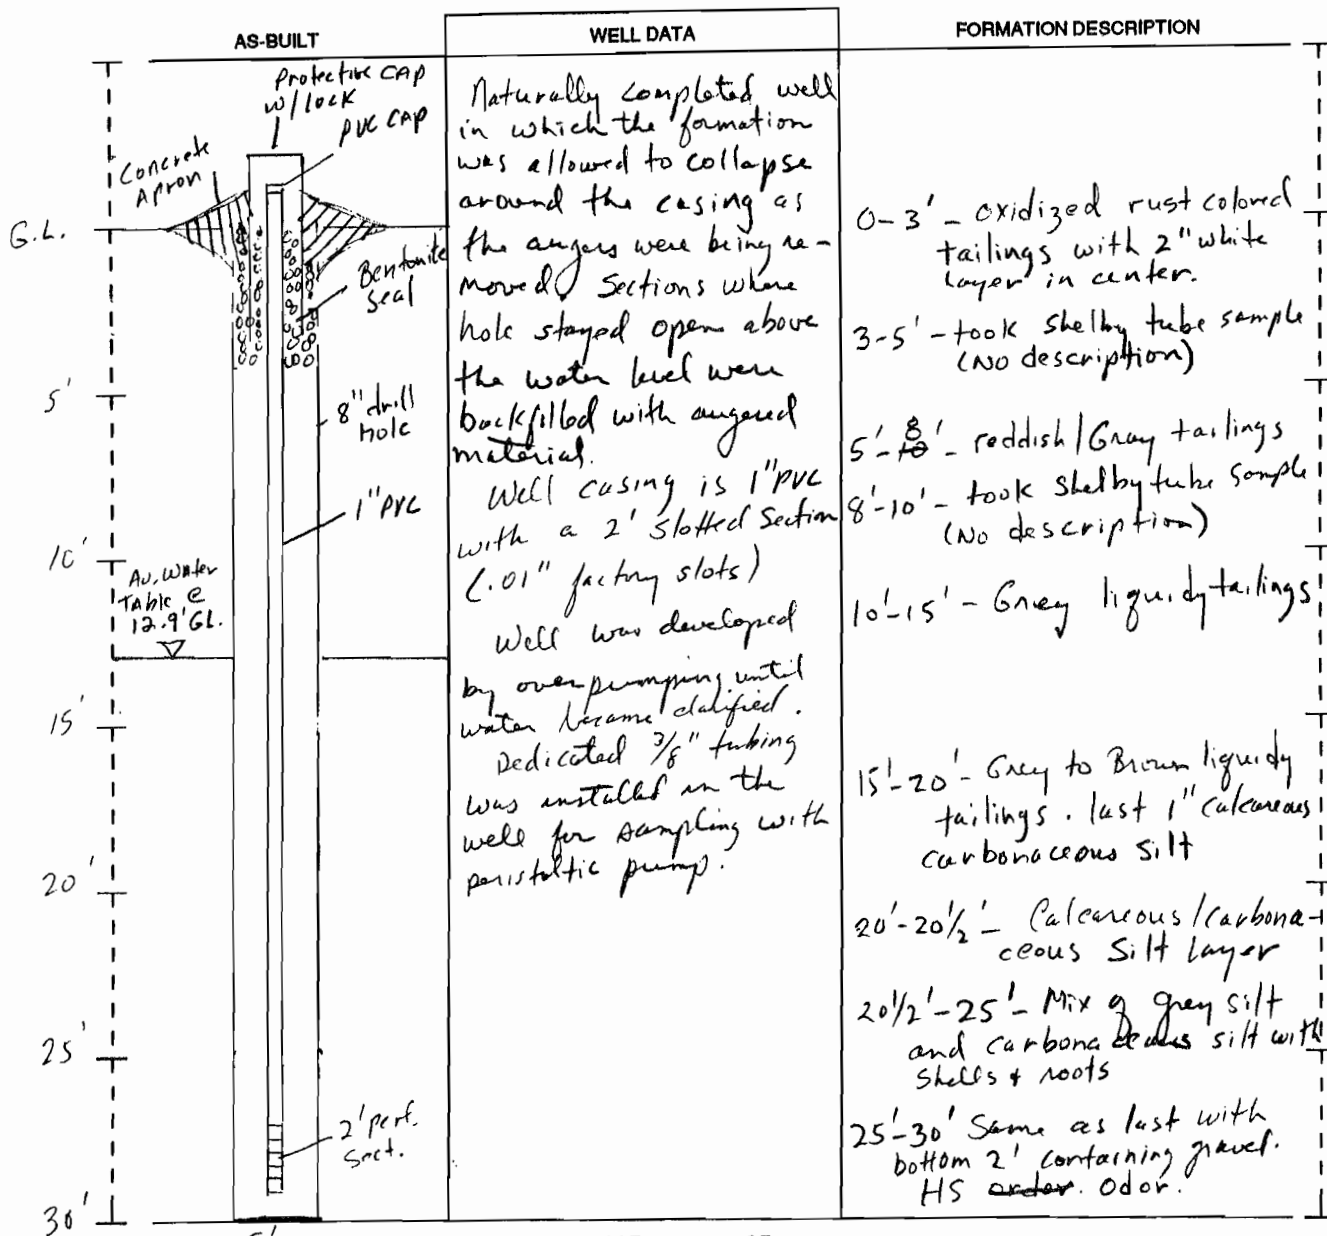 AS-BUILT
Protective CAP
w/lock
PVC CAP
Concrete
Apron
G.L.
Bentonite
seal
5'
8" drill
hole
1" PVC
10'
Av. Water
Table @
12.9' GL.
15'
20'
25'
2' perf.
Sect.
30'
WELL DATA
Naturally completed well
in which the formation
was allowed to collapse
around the casing as
the augers were being re-
moved. Sections where
hole stayed open above
the water level were
backfilled with augered
material.
Well casing is 1" PVC
with a 2' slotted section
(.01" factory slots)
Well was developed
by overpumping until
water became clarified.
Dedicated 3/8" tubing
was installed in the
well for sampling with
peristaltic pump.
FORMATION DESCRIPTION
0-3' - oxidized rust colored
tailings with 2" white
layer in center.
3-5' - took Shelby tube sample
(No description)
5'-8' - reddish/Gray tailings
8'-10' - took Shelby tube sample
(No description)
10'-15' - Grey liquidy tailings
15'-20' - Grey to Brown liquidy
tailings. last 1" calcareous
carbonaceous silt
20'-20 1/2' - Calcareous/carbona-
ceous silt layer
20 1/2'-25' - Mix of grey silt
and carbonaceous silt with
shells & roots
25'-30' Same as last with
bottom 2' containing gravel.
HS order. Odor.